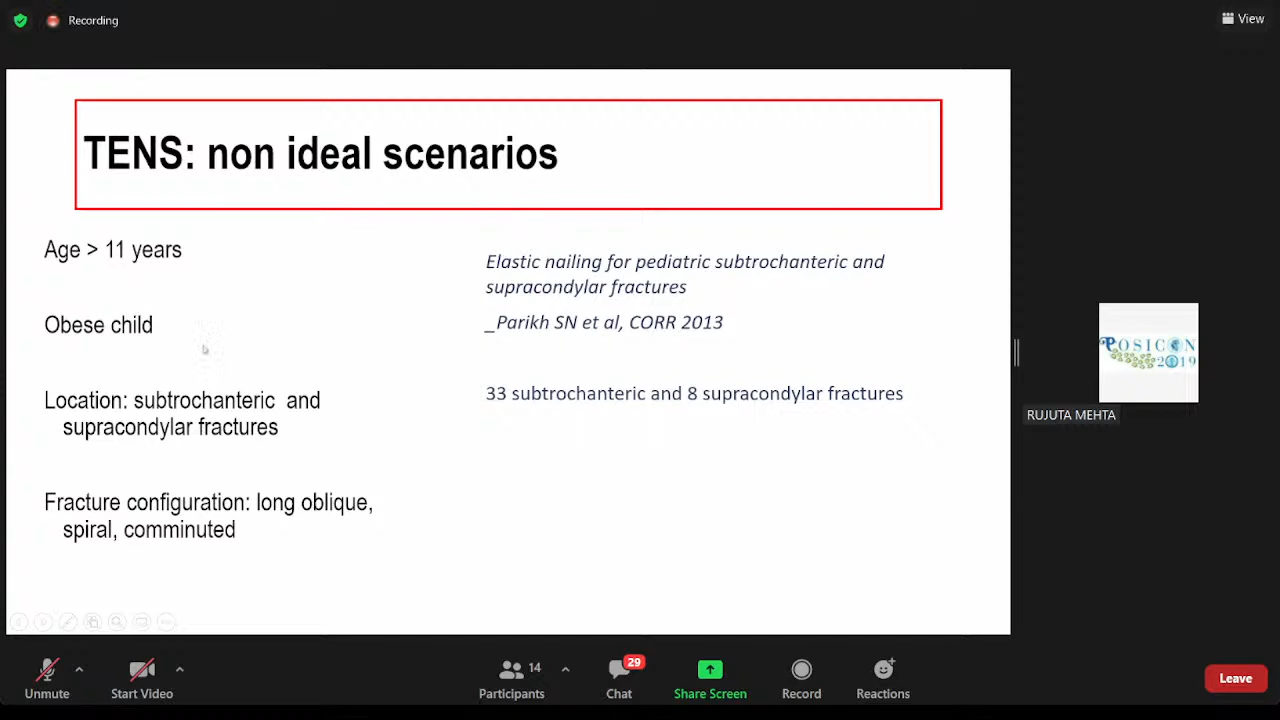 Recording
View
TENS: non ideal scenarios
Age > 11 years
Obese child
Location: subtrochanteric and
supracondylar fractures
Fracture configuration: long oblique,
spiral, comminuted
Elastic nailing for pediatric subtrochanteric and
supracondylar fractures
_Parikh SN et al, CORR 2013
33 subtrochanteric and 8 supracondylar fractures
POSICON
2019
RUJUTA MEHTA
Unmute
Start Video
14
Participants
29
Chat
Share Screen
Record
Reactions
Leave